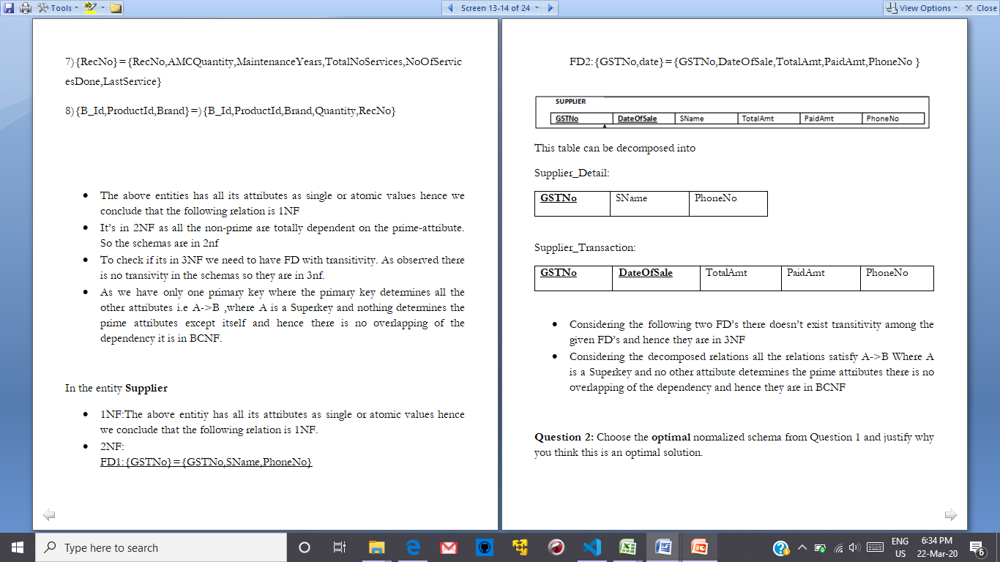 Tools
Screen 13-14 of 24
View Options
Close
7){RecNo}={RecNo,AMCQuantity,MaintenanceYears,TotalNoServices,NoOfServic
esDone,LastService}
8){B_Id,ProductId,Brand}=){B_Id,ProductId,Brand,Quantity,RecNo}
• The above entities has all its attributes as single or atomic values hence we
conclude that the following relation is 1NF
• It's in 2NF as all the non-prime are totally dependent on the prime-attribute.
So the schemas are in 2nf
• To check if its in 3NF we need to have FD with transitivity. As observed there
is no transivity in the schemas so they are in 3nf.
• As we have only one primary key where the primary key determines all the
other attributes i.e A->B ,where A is a Superkey and nothing determines the
prime attributes except itself and hence there is no overlapping of the
dependency it is in BCNF.
In the entity Supplier
• 1NF:The above entitiy has all its attributes as single or atomic values hence
we conclude that the following relation is 1NF.
• 2NF:
FD1:{GSTNo}={GSTNo,SName,PhoneNo}
FD2:{GSTNo,date}={GSTNo,DateOfSale,TotalAmt,PaidAmt,PhoneNo }
SUPPLIER
GSTNo DateOfSale SName TotalAmt PaidAmt PhoneNo
This table can be decomposed into
Supplier_Detail:
GSTNo SName PhoneNo
Supplier_Transaction:
GSTNo DateOfSale TotalAmt PaidAmt PhoneNo
• Considering the following two FD's there doesn't exist transitivity among the
given FD's and hence they are in 3NF
• Considering the decomposed relations all the relations satisfy A->B Where A
is a Superkey and no other attribute determines the prime attributes there is no
overlapping of the dependency and hence they are in BCNF
Question 2: Choose the optimal normalized schema from Question 1 and justify why
you think this is an optimal solution.
Type here to search
ENG
US
6:34 PM
22-Mar-20
6